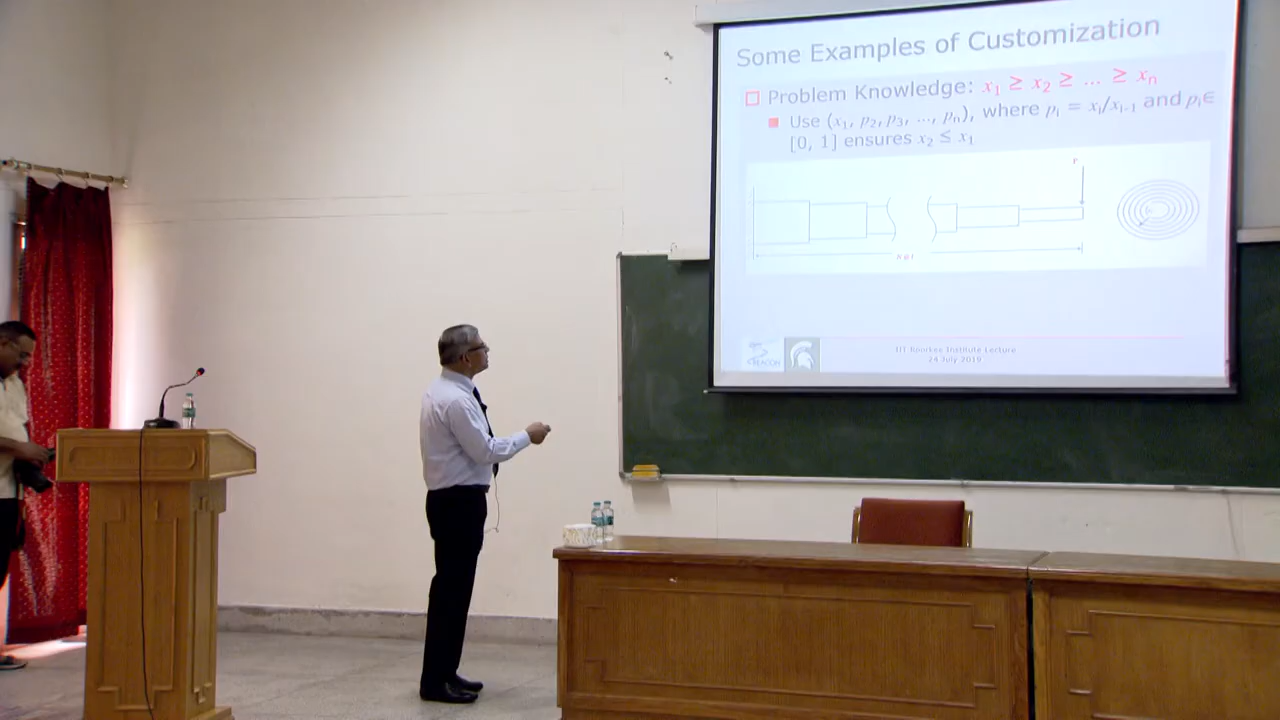 Some Examples of Customization
Problem Knowledge: x₁ ≥ x₂ ≥ ... ≥ xₙ
Use (x₁, p₂, p₃, ..., pₙ), where pᵢ = xᵢ/xᵢ₋₁ and pᵢ∈
[0, 1] ensures x₂ ≤ x₁
BEACON
IIT Roorkee Institute Lecture
24 July 2019